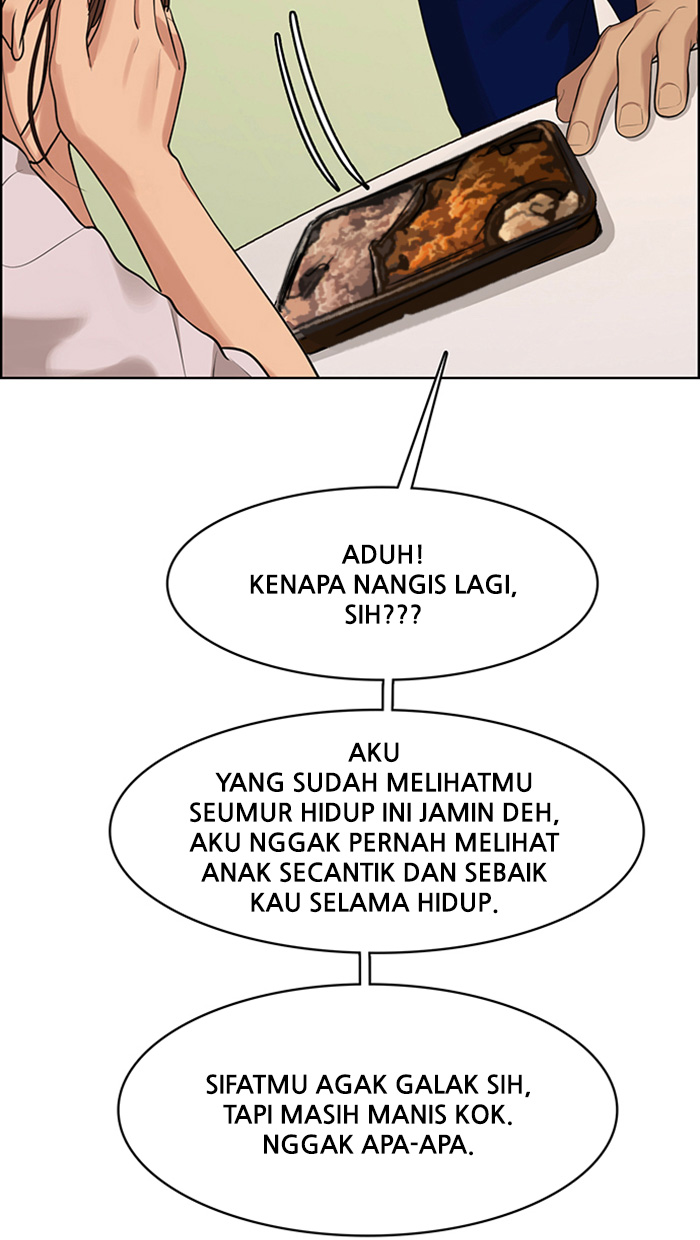 ADUH!
KENAPA NANGIS LAGI,
SIH???
AKU
YANG SUDAH MELIHATMU
SEUMUR HIDUP INI JAMIN DEH,
AKU NGGAK PERNAH MELIHAT
ANAK SECANTIK DAN SEBAIK
KAU SELAMA HIDUP.
SIFATMU AGAK GALAK SIH,
TAPI MASIH MANIS KOK.
NGGAK APA-APA.